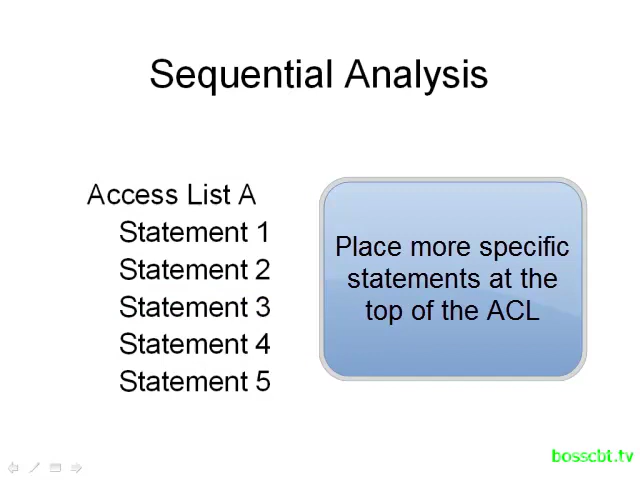 Sequential Analysis
Access List A
Statement 1
Statement 2
Statement 3
Statement 4
Statement 5
Place more specific
statements at the
top of the ACL
bosscbt.tv